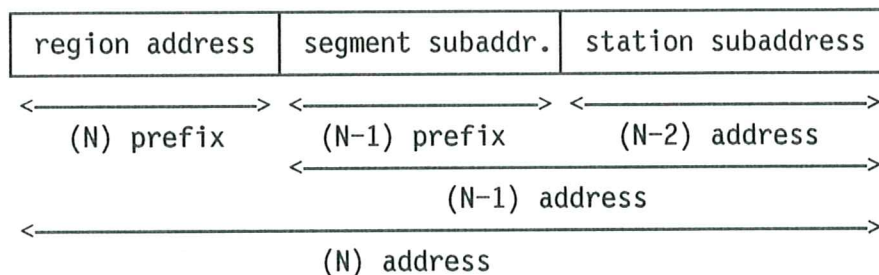 region address segment subaddr. station subaddress
(N) prefix (N-1) prefix (N-2) address
(N-1) address
(N) address